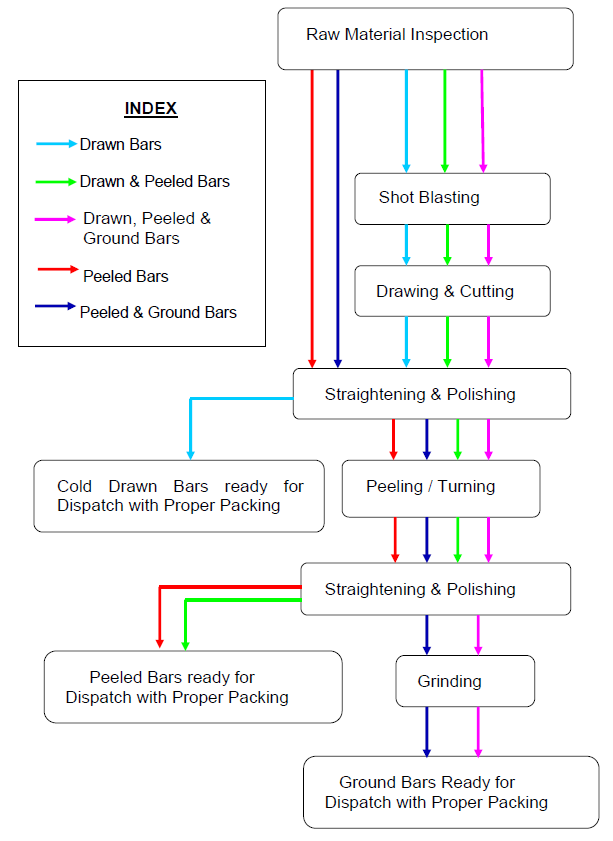 Raw Material Inspection
INDEX
Drawn Bars
Drawn & Peeled Bars
Drawn, Peeled &
Ground Bars
Peeled Bars
Peeled & Ground Bars
Shot Blasting
Drawing & Cutting
Straightening & Polishing
Cold Drawn Bars ready for
Dispatch with Proper Packing
Peeling / Turning
Straightening & Polishing
Peeled Bars ready for
Dispatch with Proper Packing
Grinding
Ground Bars Ready for
Dispatch with Proper Packing